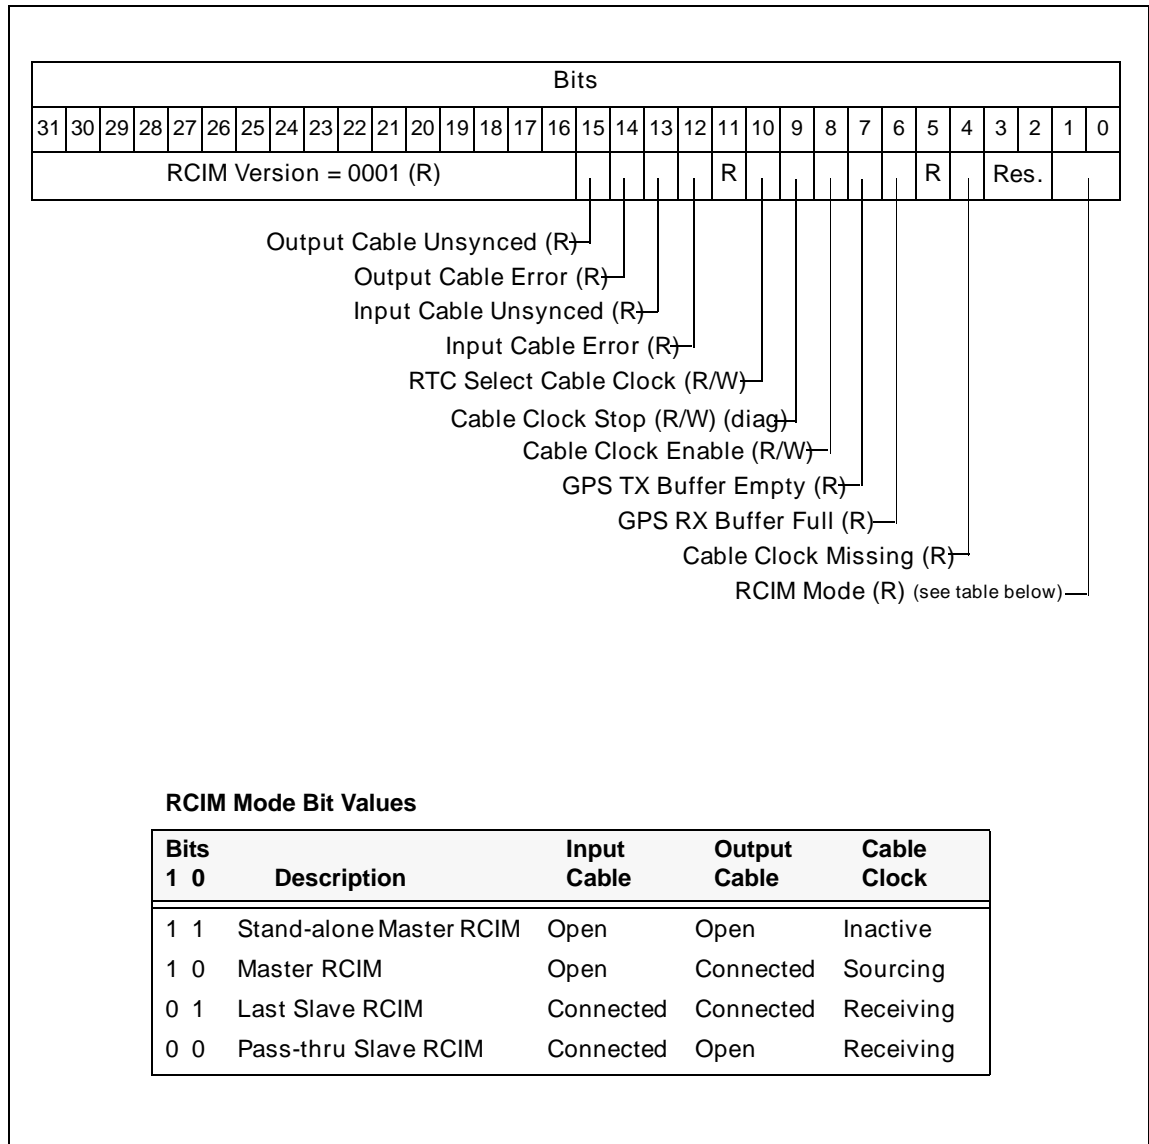 Bits
31 30 29 28 27 26 25 24 23 22 21 20 19 18 17 16 15 14 13 12 11 10 9 8 7 6 5 4 3 2 1 0
RCIM Version = 0001 (R) R R Res.
Output Cable Unsynced (R)
Output Cable Error (R)
Input Cable Unsynced (R)
Input Cable Error (R)
RTC Select Cable Clock (R/W)
Cable Clock Stop (R/W) (diag)
Cable Clock Enable (R/W)
GPS TX Buffer Empty (R)
GPS RX Buffer Full (R)
Cable Clock Missing (R)
RCIM Mode (R) (see table below)
RCIM Mode Bit Values
Bits Input Output Cable
1 0 Description Cable Cable Clock
1 1 Stand-alone Master RCIM Open Open Inactive
1 0 Master RCIM Open Connected Sourcing
0 1 Last Slave RCIM Connected Connected Receiving
0 0 Pass-thru Slave RCIM Connected Open Receiving